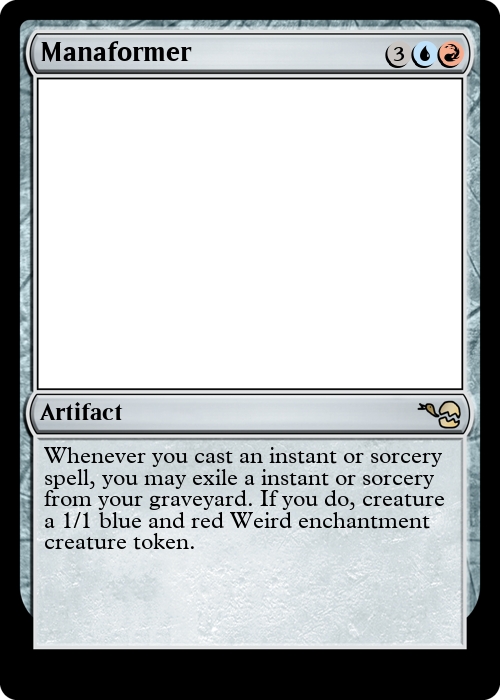 Manaformer 3
Artifact
Whenever you cast an instant or sorcery
spell, you may exile a instant or sorcery
from your graveyard. If you do, creature
a 1/1 blue and red Weird enchantment
creature token.